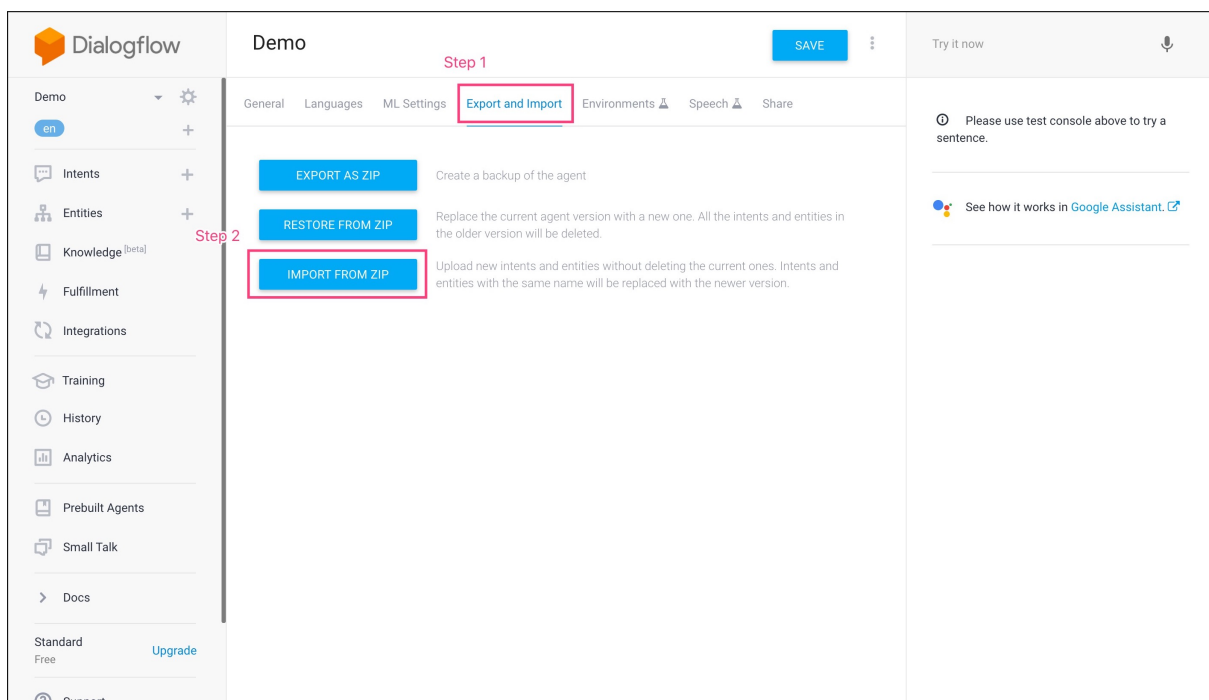 Dialogflow
Demo
en
Intents
Entities
Knowledge [beta]
Fulfillment
Integrations
Training
History
Analytics
Prebuilt Agents
Small Talk
Docs
Standard
Free
Upgrade
Support
Demo
SAVE
Step 1
General Languages ML Settings Export and Import Environments Speech Share
EXPORT AS ZIP
Create a backup of the agent
Step 2
RESTORE FROM ZIP
Replace the current agent version with a new one. All the intents and entities in
the older version will be deleted.
IMPORT FROM ZIP
Upload new intents and entities without deleting the current ones. Intents and
entities with the same name will be replaced with the newer version.
Try it now
Please use test console above to try a
sentence.
See how it works in Google Assistant.